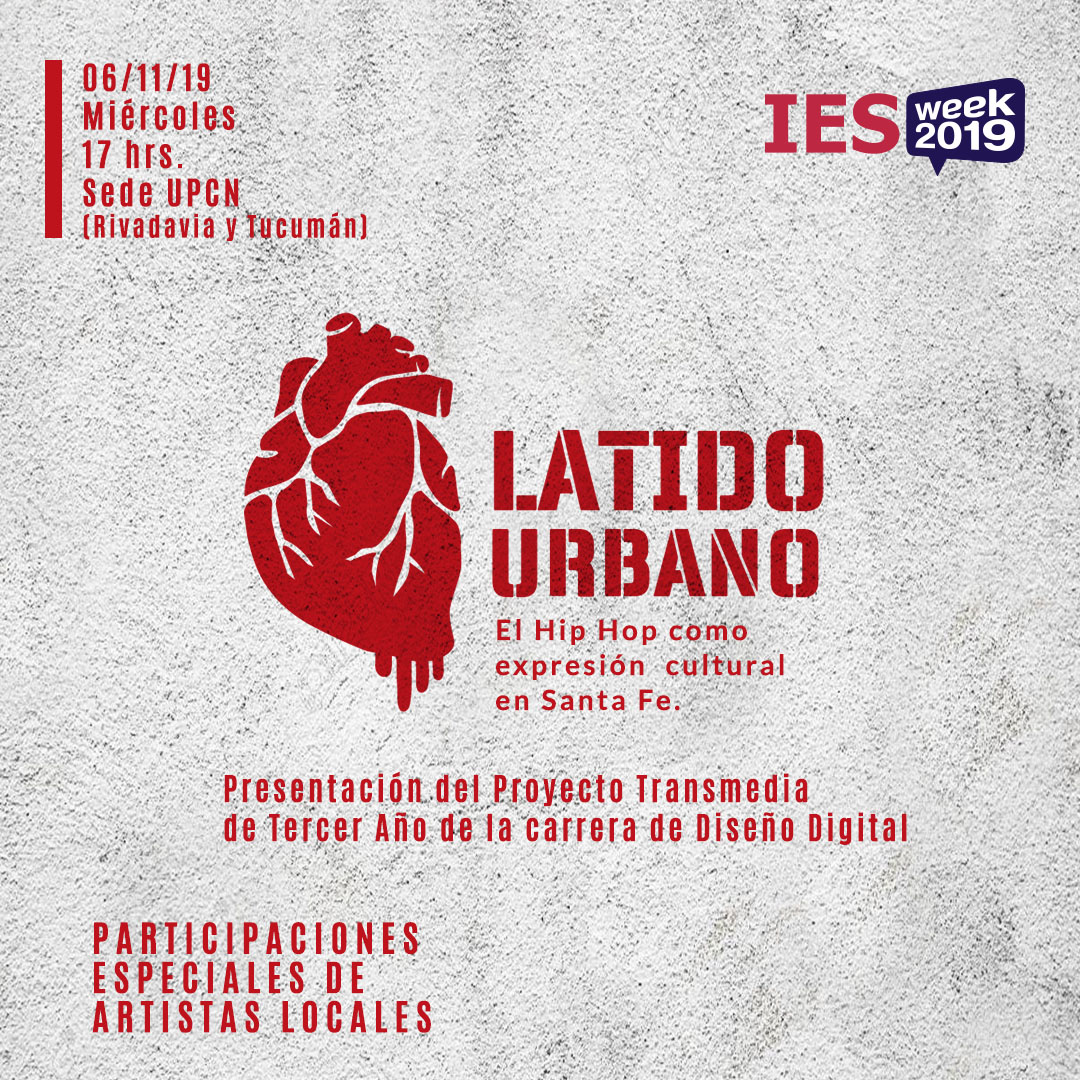 06/11/19
Miércoles
17 hrs.
Sede UPCN
(Rivadavia y Tucumán)
IES week
2019
LATIDO
URBANO
El Hip Hop como
expresión cultural
en Santa Fe.
Presentación del Proyecto Transmedia
de Tercer Año de la carrera de Diseño Digital
PARTICIPACIONES
ESPECIALES DE
ARTISTAS LOCALES